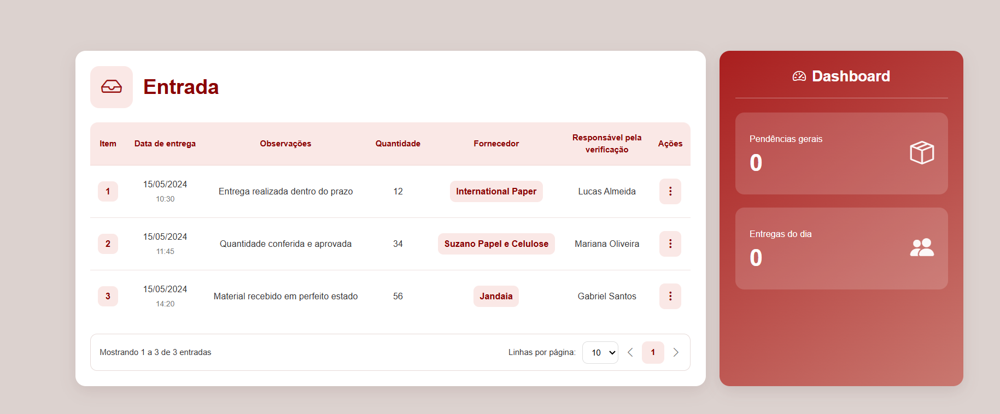 Entrada
Item Data de entrega Observações Quantidade Fornecedor Responsável pela verificação Ações
1 15/05/2024 10:30 Entrega realizada dentro do prazo 12 International Paper Lucas Almeida
2 15/05/2024 11:45 Quantidade conferida e aprovada 34 Suzano Papel e Celulose Mariana Oliveira
3 15/05/2024 14:20 Material recebido em perfeito estado 56 Jandaia Gabriel Santos
Mostrando 1 a 3 de 3 entradas Linhas por página: 10 1
Dashboard
Pendências gerais
0
Entregas do dia
0